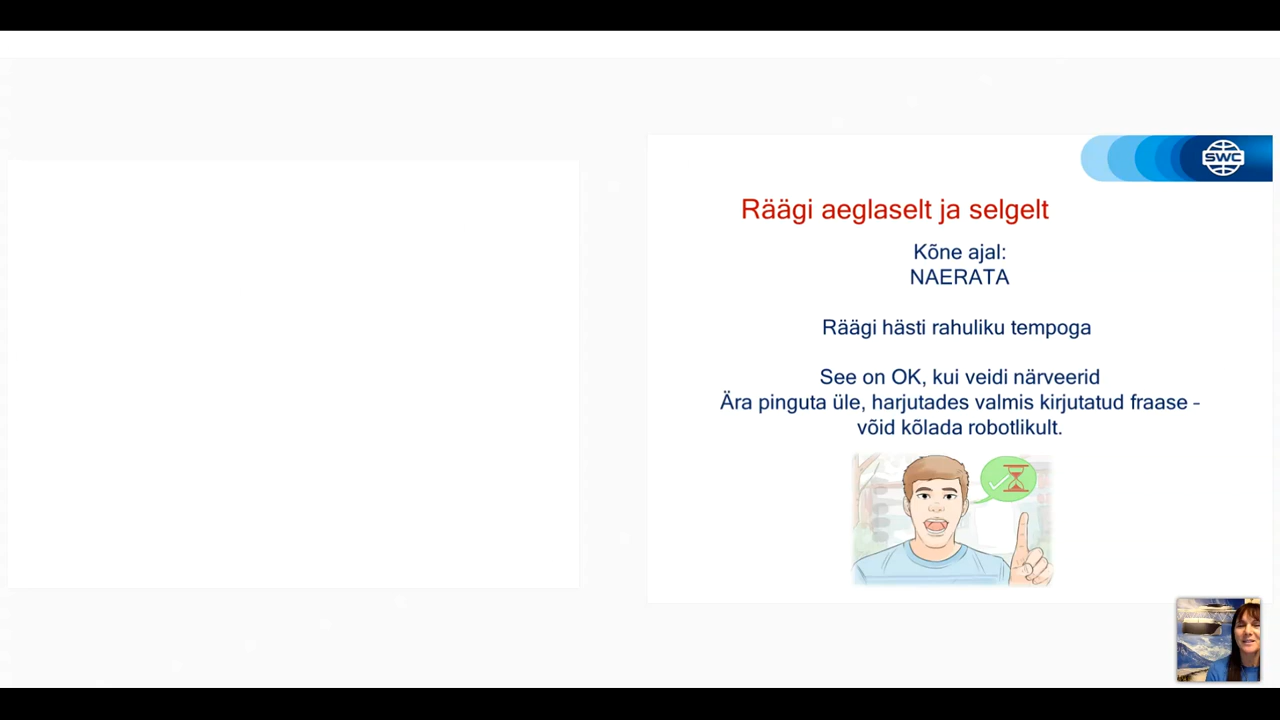 SWC
Räägi aeglaselt ja selgelt
Kõne ajal:
NAERATA
Räägi hästi rahuliku tempoga
See on OK, kui veidi närveerid
Ära pinguta üle, harjutades valmis kirjutatud fraase -
võid kõlada robotlikult.